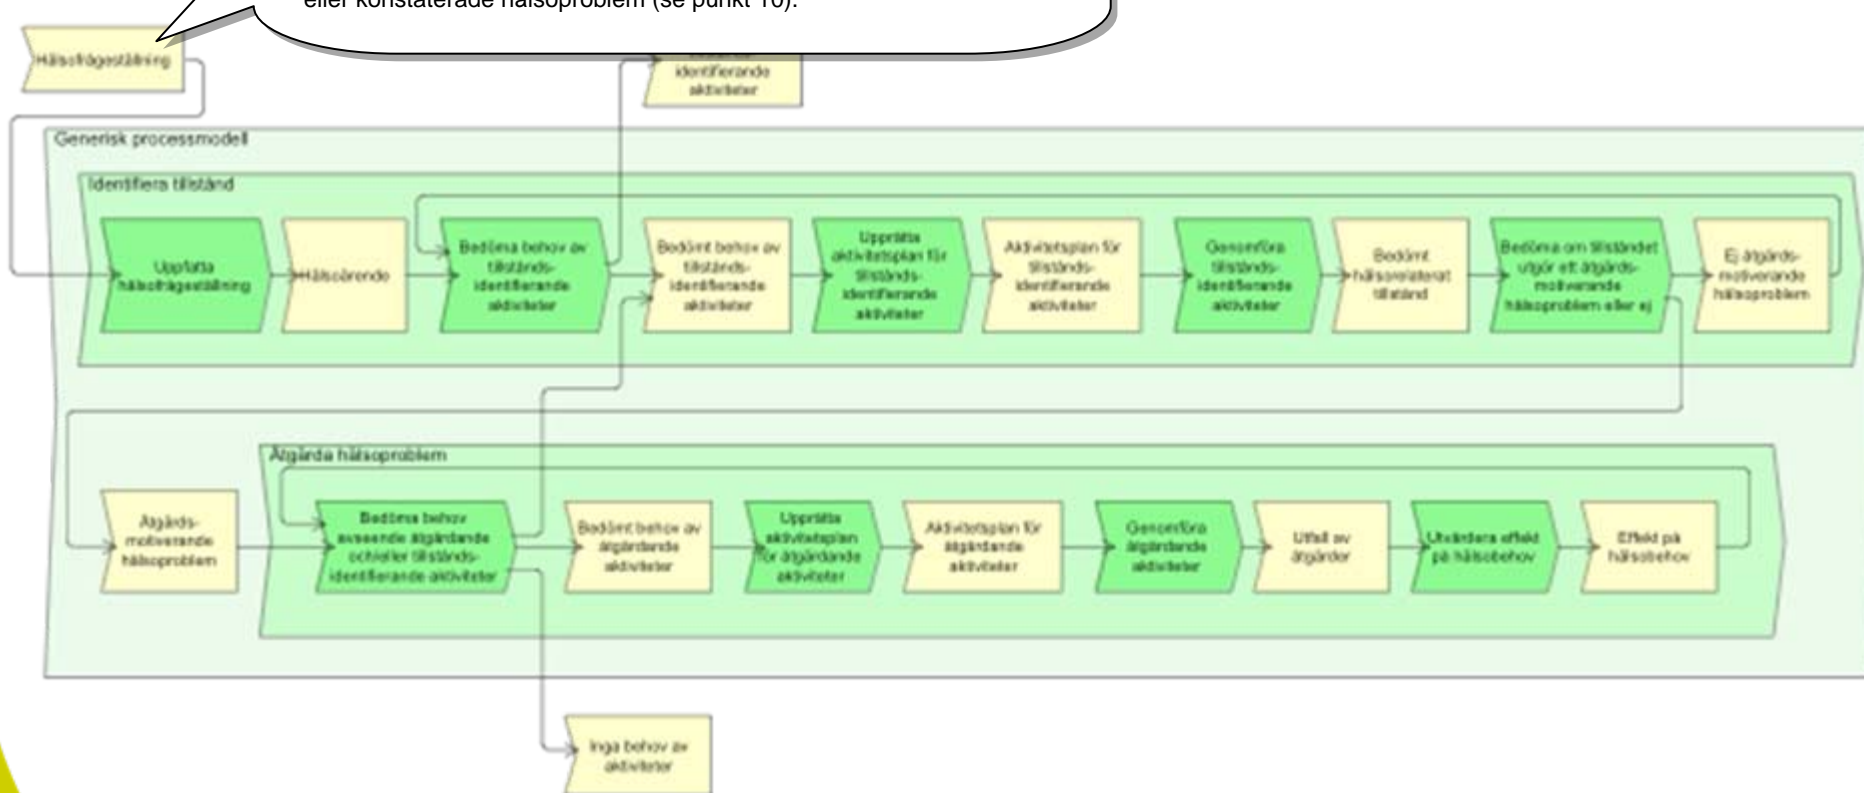 eller konstaterade hälsoproblem (se punkt 10).
Hälsofrågeställning
identifierande
aktiviteter
Generisk processmodell
Identifiera tillstånd
Uppfatta
hälsofrågeställning
Hälsoärende
Bedöma behov av
tillstånds-
identifierande
aktiviteter
Bedömt behov av
tillstånds-
identifierande
aktiviteter
Upprätta
aktivitetsplan för
tillstånds-
identifierande
aktiviteter
Aktivitetsplan för
tillstånds-
identifierande
aktiviteter
Genomföra
tillstånds-
identifierande
aktiviteter
Bedömt
hälsorelaterat
tillstånd
Bedöma om tillståndet
utgör ett åtgärds-
motiverande
hälsoproblem eller ej
Ej åtgärds-
motiverande
hälsoproblem
Åtgärda hälsoproblem
Åtgärds-
motiverande
hälsoproblem
Bedöma behov
avseende åtgärdande
och/eller tillstånds-
identifierande aktiviteter
Bedömt behov av
åtgärdande
aktiviteter
Upprätta
aktivitetsplan
för åtgärdande
aktiviteter
Aktivitetsplan för
åtgärdande
aktiviteter
Genomföra
åtgärdande
aktiviteter
Utfall av
åtgärder
Utvärdera effekt
på hälsobehov
Effekt på
hälsobehov
Inga behov av
aktiviteter